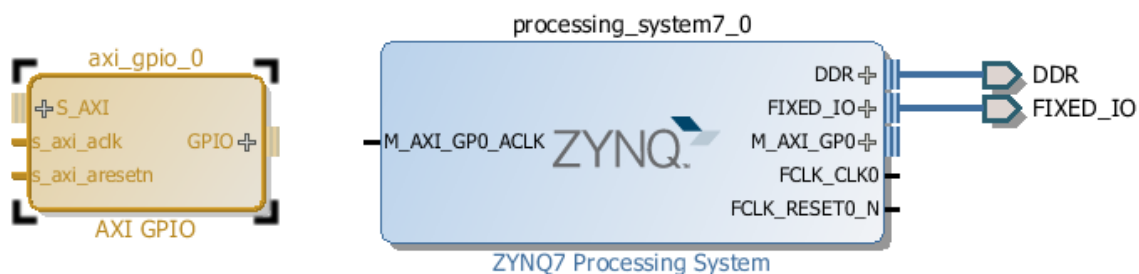 axi_gpio_0
S_AXI
s_axi_aclk
s_axi_aresetn
GPIO
AXI GPIO
processing_system7_0
M_AXI_GP0_ACLK
ZYNQ
DDR
FIXED_IO
M_AXI_GP0
FCLK_CLK0
FCLK_RESET0_N
ZYNQ7 Processing System
DDR
FIXED_IO